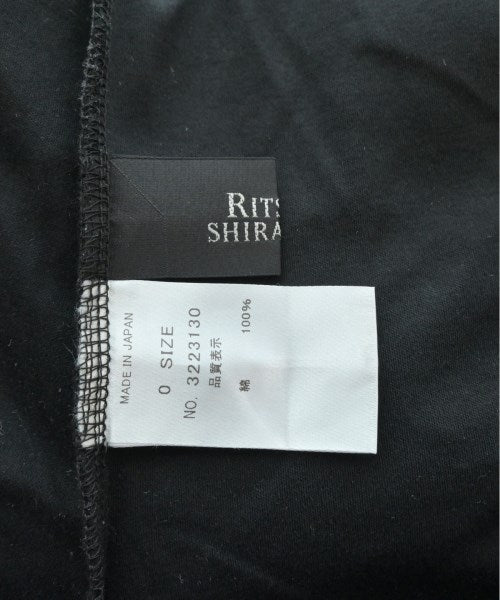 RITS
SHIRA
MADE IN JAPAN
0 SIZE
NO. 3223130
品質表示
綿 100%